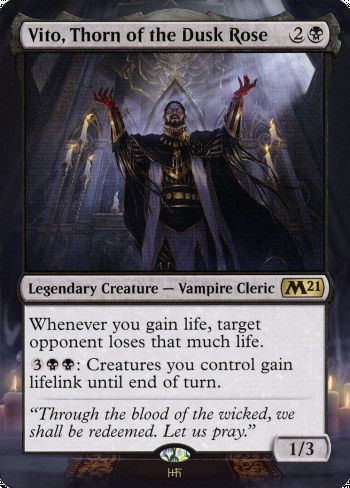 Vito, Thorn of the Dusk Rose 2
Legendary Creature — Vampire Cleric M21
Whenever you gain life, target
opponent loses that much life.
3: Creatures you control gain
lifelink until end of turn.
“Through the blood of the wicked, we
shall be redeemed. Let us pray.”
1/3